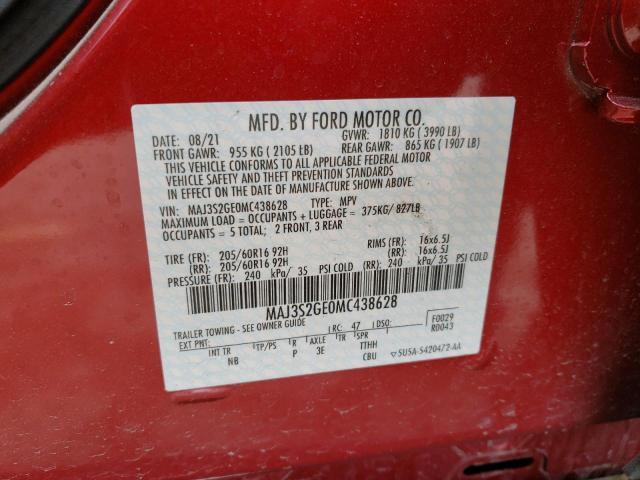 MFD. BY FORD MOTOR CO.
DATE: 08/21 GVWR: 1810 KG (3990 LB)
FRONT GAWR: 955 KG (2105 LB) REAR GAWR: 865 KG (1907 LB)
THIS VEHICLE CONFORMS TO ALL APPLICABLE FEDERAL MOTOR
VEHICLE SAFETY AND THEFT PREVENTION STANDARDS
IN EFFECT ON THE DATE OF MANUFACTURE SHOWN ABOVE.
VIN: MAJ3S2GE0MC438628 TYPE: MPV
MAXIMUM LOAD = OCCUPANTS + LUGGAGE = 375KG/ 827LB
OCCUPANTS = 5 TOTAL; 2 FRONT, 3 REAR
TIRE (FF): 205/60R16 92H RIMS (FF): 16x6.5J
(RR): 205/60R16 92H (RR): 16x6.5J
PRESSURE (FF): 240 kPa/ 35 PSI COLD (RR): 240 kPa/ 35 PSI COLD
MAJ3S2GE0MC438628
TRAILER TOWING - SEE OWNER GUIDE F0029
EXT PNT: RC: 47 DSO: R0043
INT TR TP/PS R AXLE TR SPR
NB P 3E TTHH
CBU ▽5U5A-5420472-AA